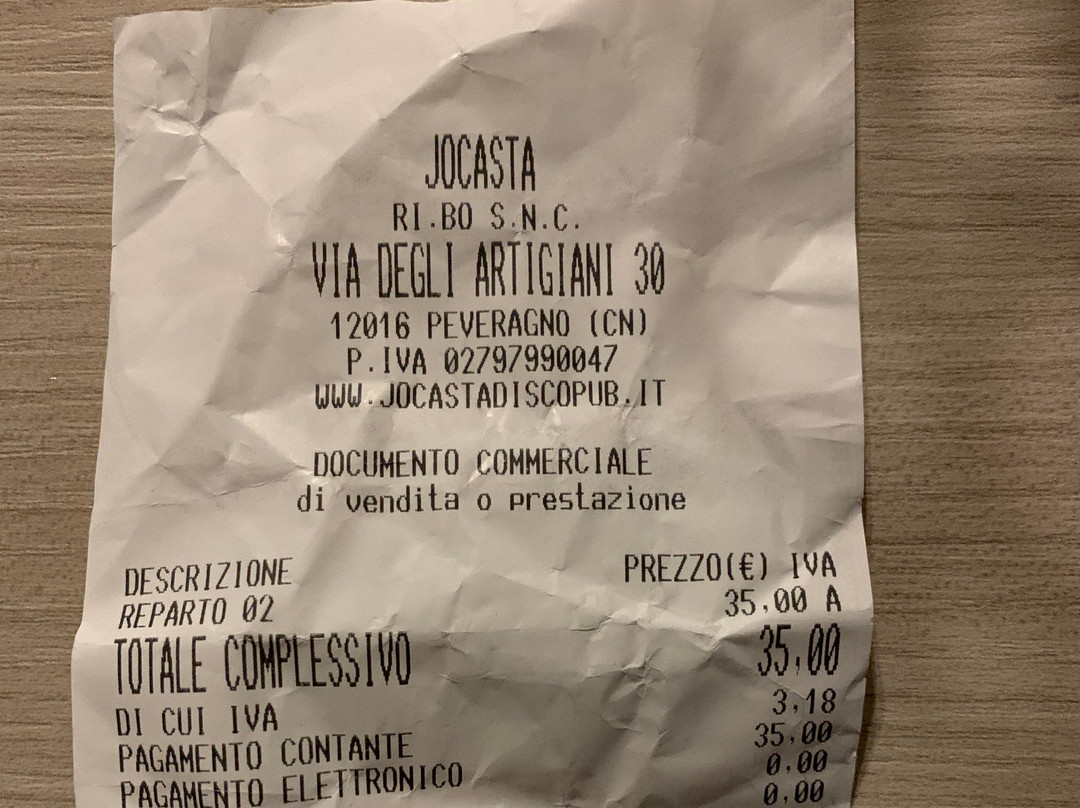 JOCASTA
RI.BO S.N.C.
VIA DEGLI ARTIGIANI 30
12016 PEVERAGNO (CN)
P.IVA 02797990047
WWW.JOCASTADISCOPUB.IT
DOCUMENTO COMMERCIALE
di vendita o prestazione
DESCRIZIONE PREZZO(€) IVA
REPARTO 02 35,00 A
TOTALE COMPLESSIVO 35,00
DI CUI IVA 3,18
PAGAMENTO CONTANTE 35,00
PAGAMENTO ELETTRONICO 0,00
0,00